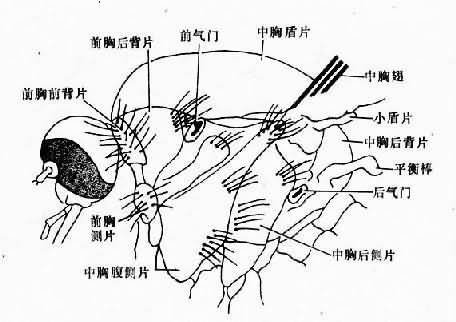 中胸盾片
前气门
前胸后背片
中胸翅
前胸前背片
小盾片
中胸后背片
平衡棒
后气门
前胸
侧片
中胸后侧片
中胸腹侧片